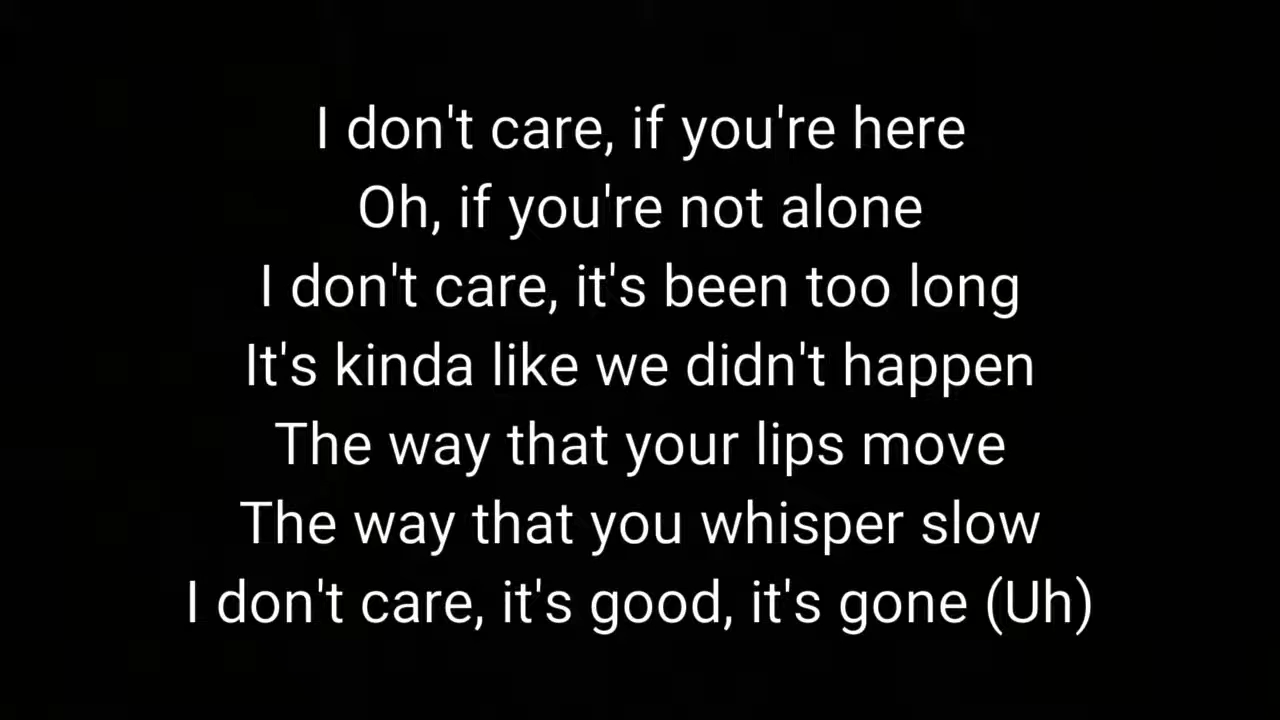 I don't care, if you're here
Oh, if you're not alone
I don't care, it's been too long
It's kinda like we didn't happen
The way that your lips move
The way that you whisper slow
I don't care, it's good, it's gone (Uh)